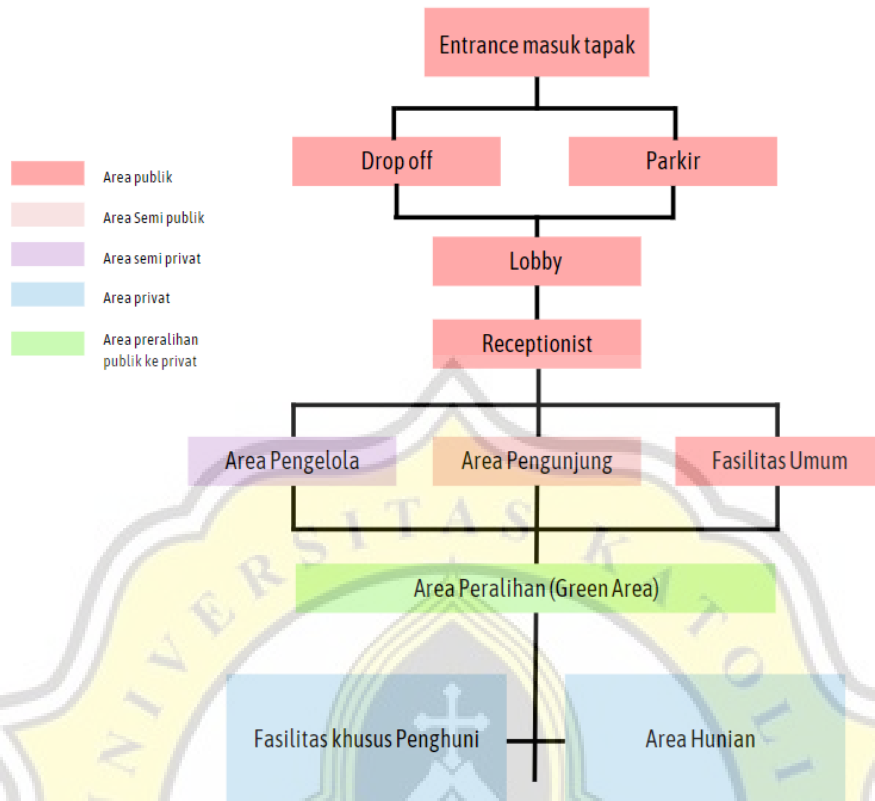 Entrance masuk tapak
Drop off
Parkir
Area publik
Area Semi publik
Area semi privat
Area privat
Area preralihan
publik ke privat
Lobby
Receptionist
Area Pengelola
Area Pengunjung
Fasilitas Umum
Area Peralihan (Green Area)
Fasilitas khusus Penghuni
Area Hunian
UNIVERSITAS KATOLI